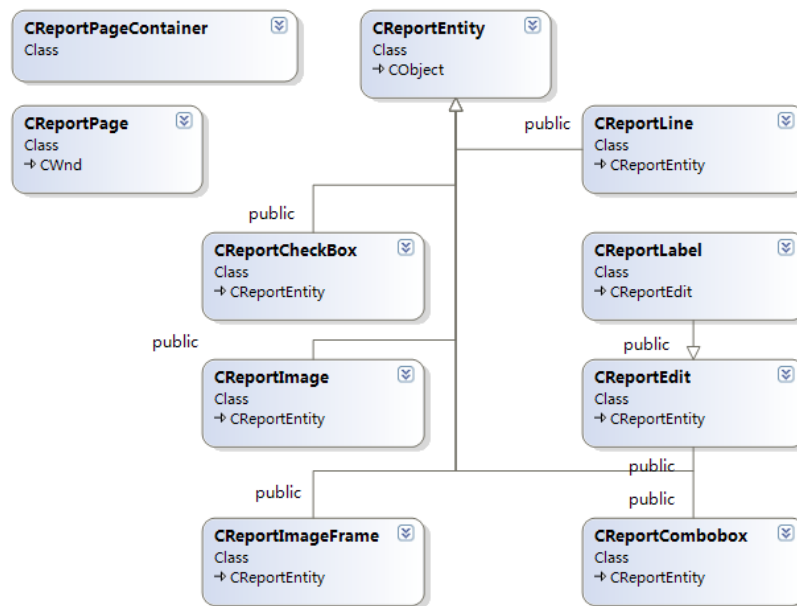 CReportPageContainer
Class
CReportEntity
Class
CObject
CReportPage
Class
CWnd
public
CReportLine
Class
CReportEntity
public
CReportCheckBox
Class
CReportEntity
CReportLabel
Class
CReportEdit
public
public
CReportImage
Class
CReportEntity
CReportEdit
Class
CReportEntity
public
public
public
CReportImageFrame
Class
CReportEntity
CReportCombobox
Class
CReportEntity